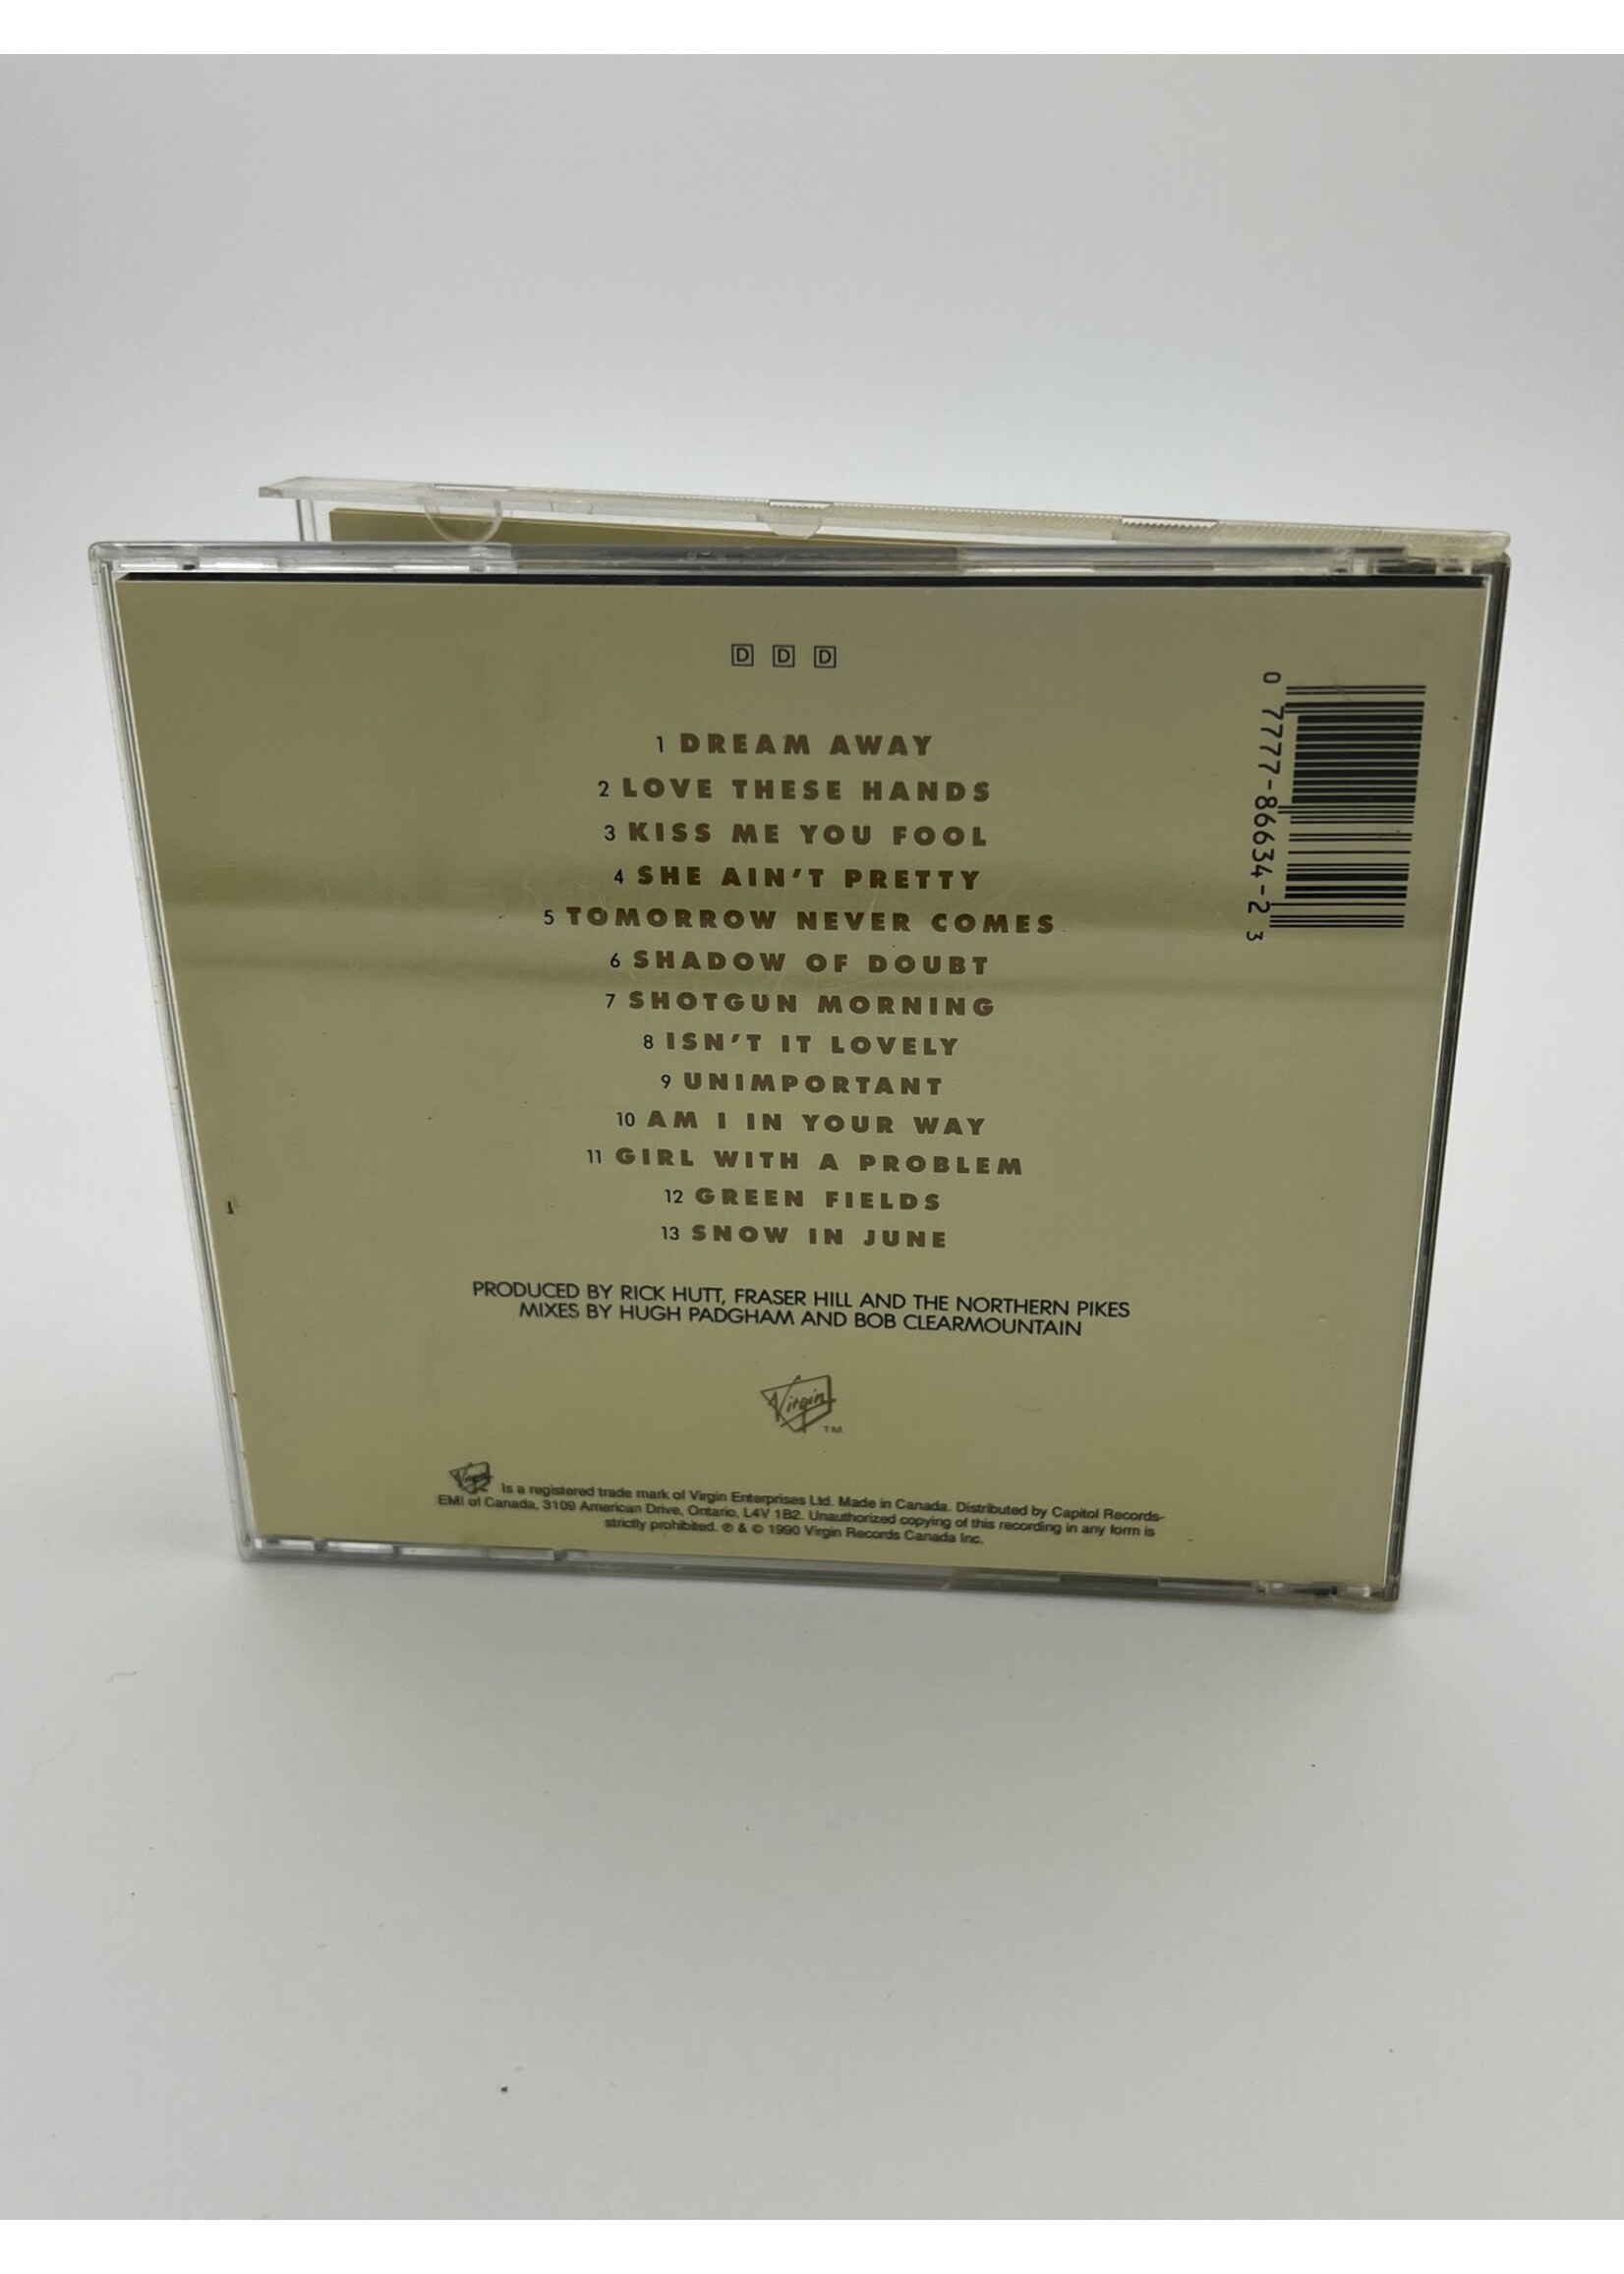 D D D
1 DREAM AWAY
2 LOVE THESE HANDS
3 KISS ME YOU FOOL
4 SHE AIN'T PRETTY
5 TOMORROW NEVER COMES
6 SHADOW OF DOUBT
7 SHOTGUN MORNING
8 ISN'T IT LOVELY
9 UNIMPORTANT
10 AM I IN YOUR WAY
11 GIRL WITH A PROBLEM
12 GREEN FIELDS
13 SNOW IN JUNE
PRODUCED BY RICK HUTT, FRASER HILL AND THE NORTHERN PIKES
MIXES BY HUGH PADGHAM AND BOB CLEARMOUNTAIN
Virgin
TM
Virgin Is a registered trade mark of Virgin Enterprises Ltd. Made in Canada. Distributed by Capitol Records-
EMI of Canada, 3109 American Drive, Ontario, L4V 1B2. Unauthorized copying of this recording in any form is
strictly prohibited. ℗ & © 1990 Virgin Records Canada Inc.
0 7777-86634-2 3
1